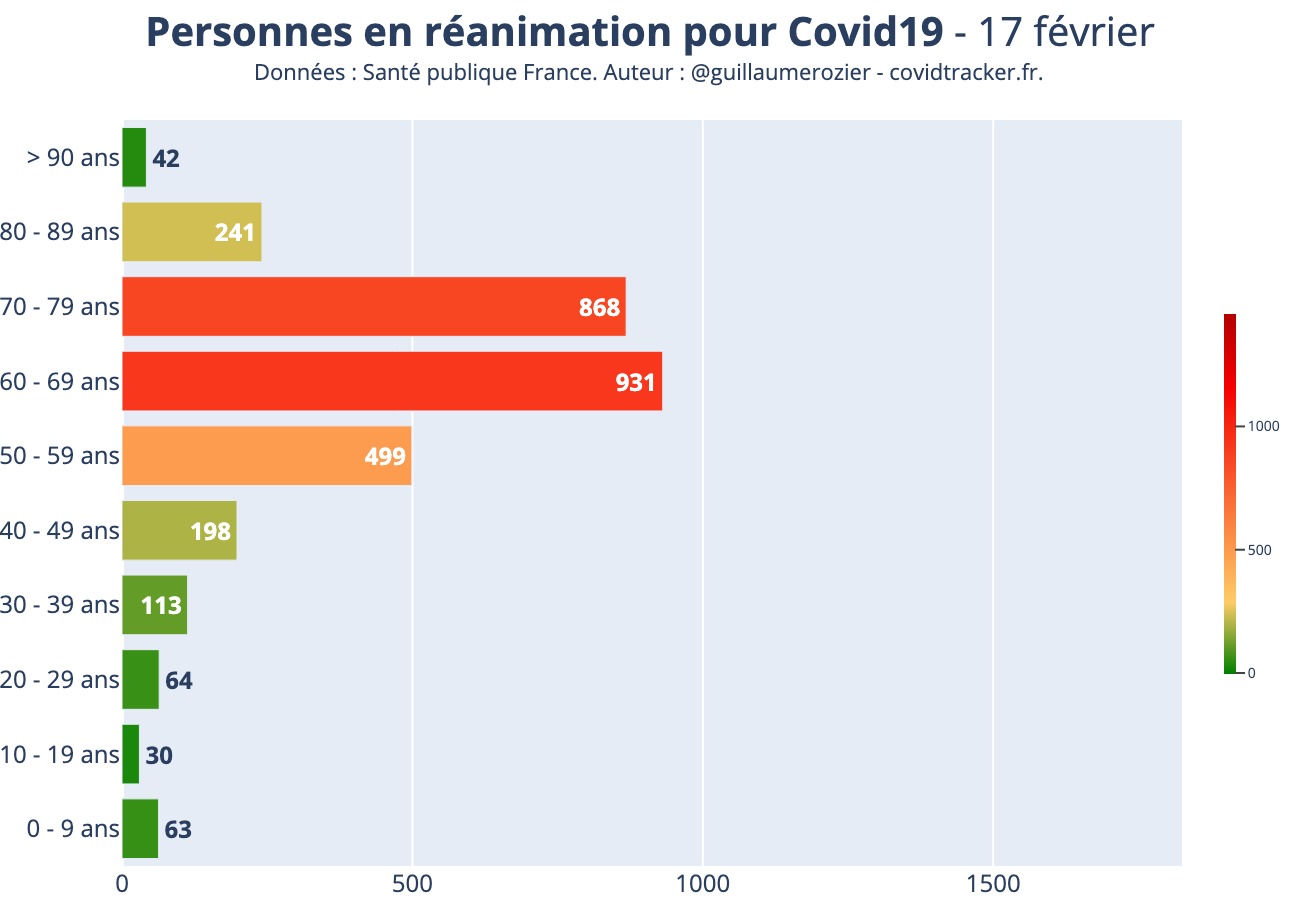 Personnes en réanimation pour Covid19 - 17 février
Données : Santé publique France. Auteur : @guillaumerozier - covidtracker.fr.
> 90 ans 42
80 - 89 ans 241
70 - 79 ans 868
60 - 69 ans 931
50 - 59 ans 499
40 - 49 ans 198
30 - 39 ans 113
20 - 29 ans 64
10 - 19 ans 30
0 - 9 ans 63
0 500 1000 1500
1000
500
0